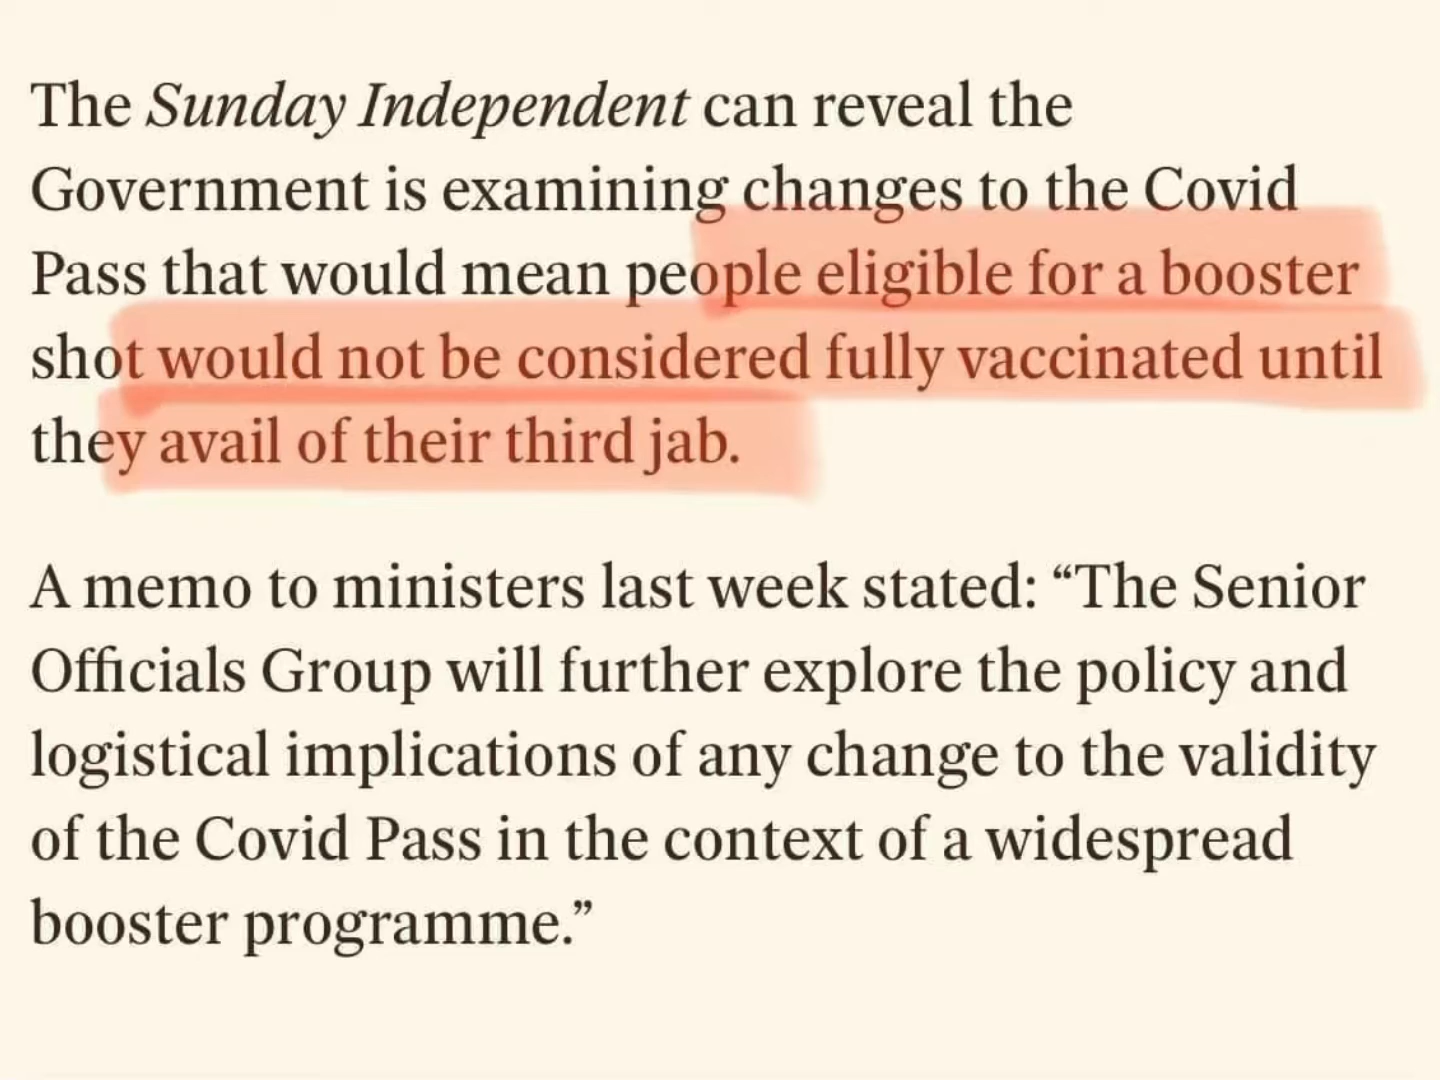 The Sunday Independent can reveal the
Government is examining changes to the Covid
Pass that would mean people eligible for a booster
shot would not be considered fully vaccinated until
they avail of their third jab.
A memo to ministers last week stated: “The Senior
Officials Group will further explore the policy and
logistical implications of any change to the validity
of the Covid Pass in the context of a widespread
booster programme.”